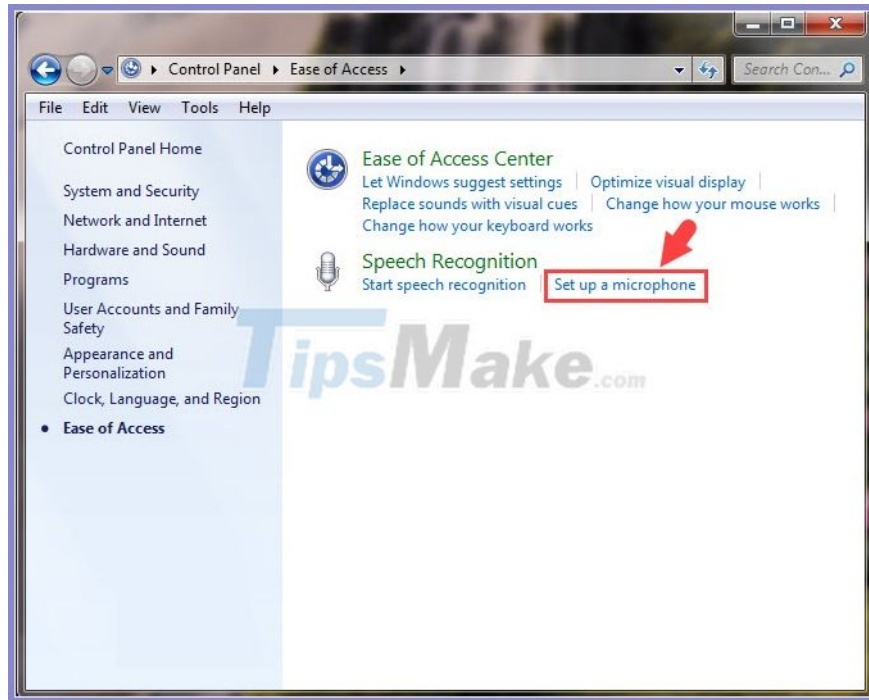 Control Panel Ease of Access
Search Con...
File Edit View Tools Help
Control Panel Home
System and Security
Network and Internet
Hardware and Sound
Programs
User Accounts and Family
Safety
Appearance and
Personalization
Clock, Language, and Region
Ease of Access
Ease of Access Center
Let Windows suggest settings Optimize visual display
Replace sounds with visual cues Change how your mouse works
Change how your keyboard works
Speech Recognition
Start speech recognition Set up a microphone
TipsMake.com